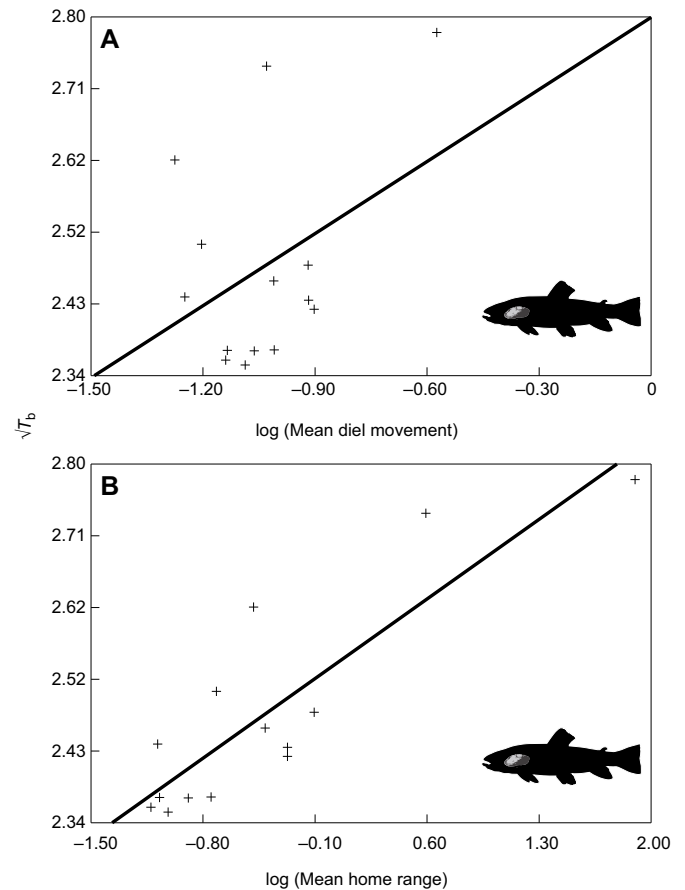 A
2.80
2.71
2.62
2.52
2.43
2.34
–1.50 –1.20 –0.90 –0.60 –0.30 0
log (Mean diel movement)
√Tb
B
2.80
2.71
2.62
2.52
2.43
2.34
–1.50 –0.80 –0.10 0.60 1.30 2.00
log (Mean home range)